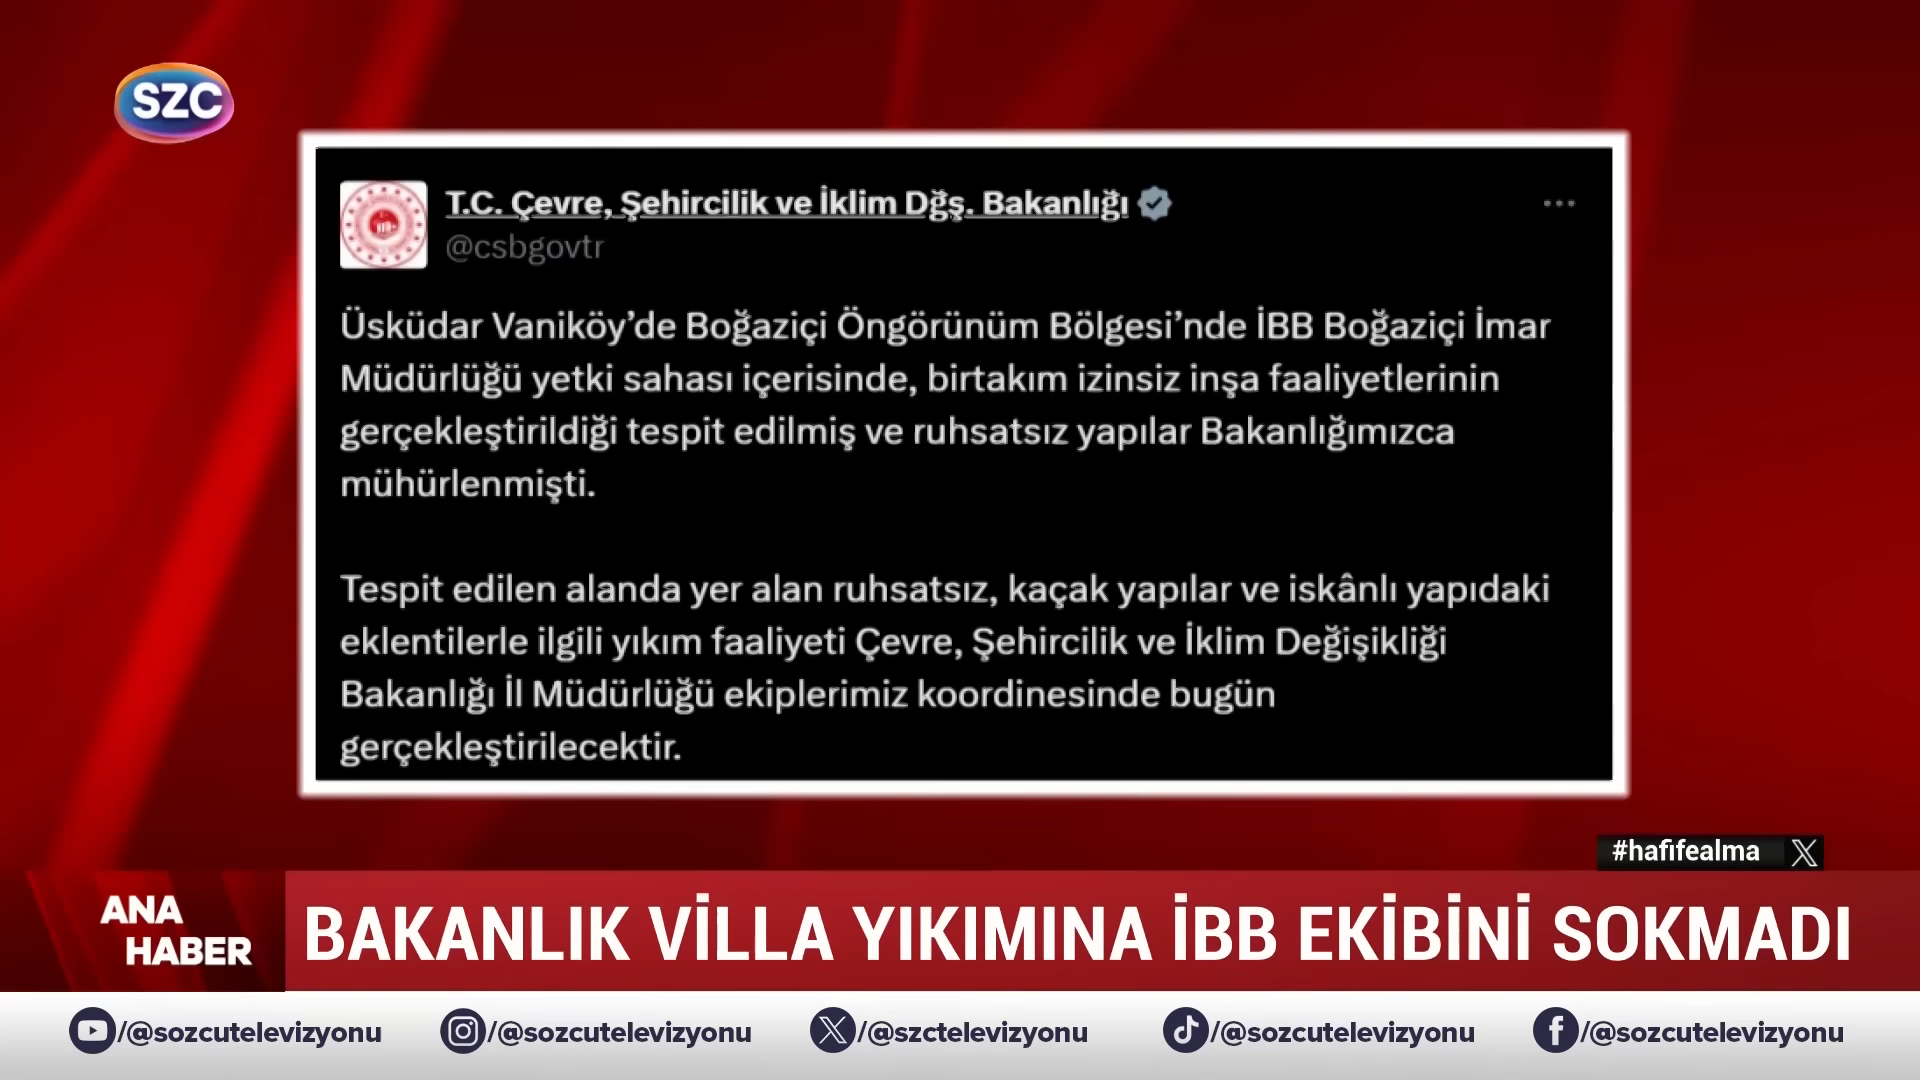 SZC
T.C. Çevre, Şehircilik ve İklim Dğş. Bakanlığı
@csbgovtr
Üsküdar Vaniköy’de Boğaziçi Öngörünüm Bölgesi’nde İBB Boğaziçi İmar
Müdürlüğü yetki sahası içerisinde, birtakım izinsiz inşa faaliyetlerinin
gerçekleştirildiği tespit edilmiş ve ruhsatsız yapılar Bakanlığımızca
mühürlenmişti.
Tespit edilen alanda yer alan ruhsatsız, kaçak yapılar ve iskânlı yapıdaki
eklentilerle ilgili yıkım faaliyeti Çevre, Şehircilik ve İklim Değişikliği
Bakanlığı İl Müdürlüğü ekiplerimiz koordinesinde bugün
gerçekleştirilecektir.
#hafifealma
ANA
HABER
BAKANLIK VİLLA YIKIMINA İBB EKİBİNİ SOKMADI
/@sozcutelevizyonu /@sozcutelevizyonu /@szctelevizyonu /@sozcutelevizyonu /@sozcutelevizyonu